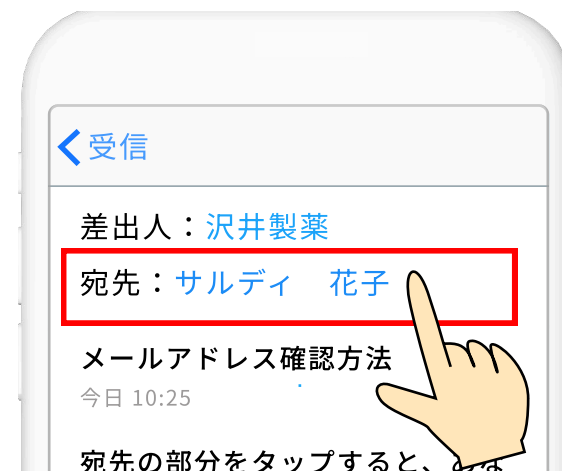 受信
差出人：沢井製薬
宛先：サルディ　花子
メールアドレス確認方法
今日 10:25
宛先の部分をタップすると、